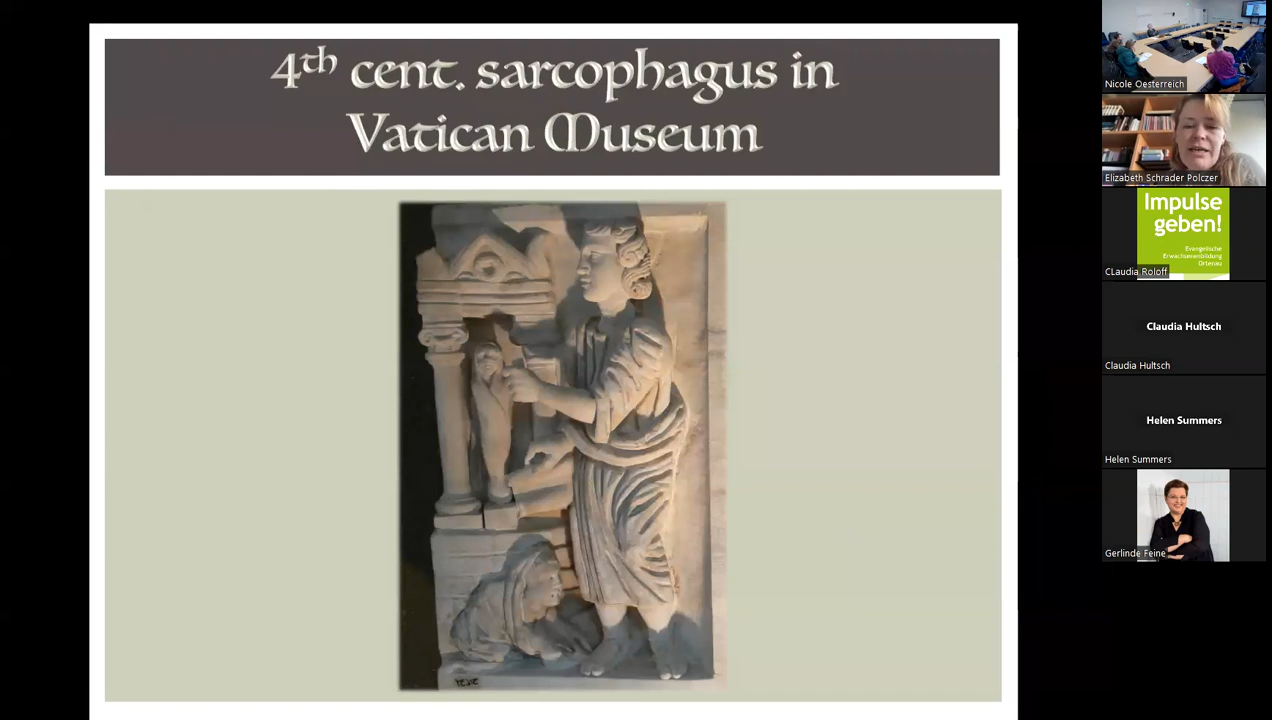 4th cent. sarcophagus in
Vatican Museum
Nicole Oesterreich
Elizabeth Schrader Polczer
Impulse
geben!
Evangelische
Erwachsenenbildung
Ortenau
CLaudia Roloff
Claudia Hultsch
Claudia Hultsch
Helen Summers
Helen Summers
Gerlinde Feine